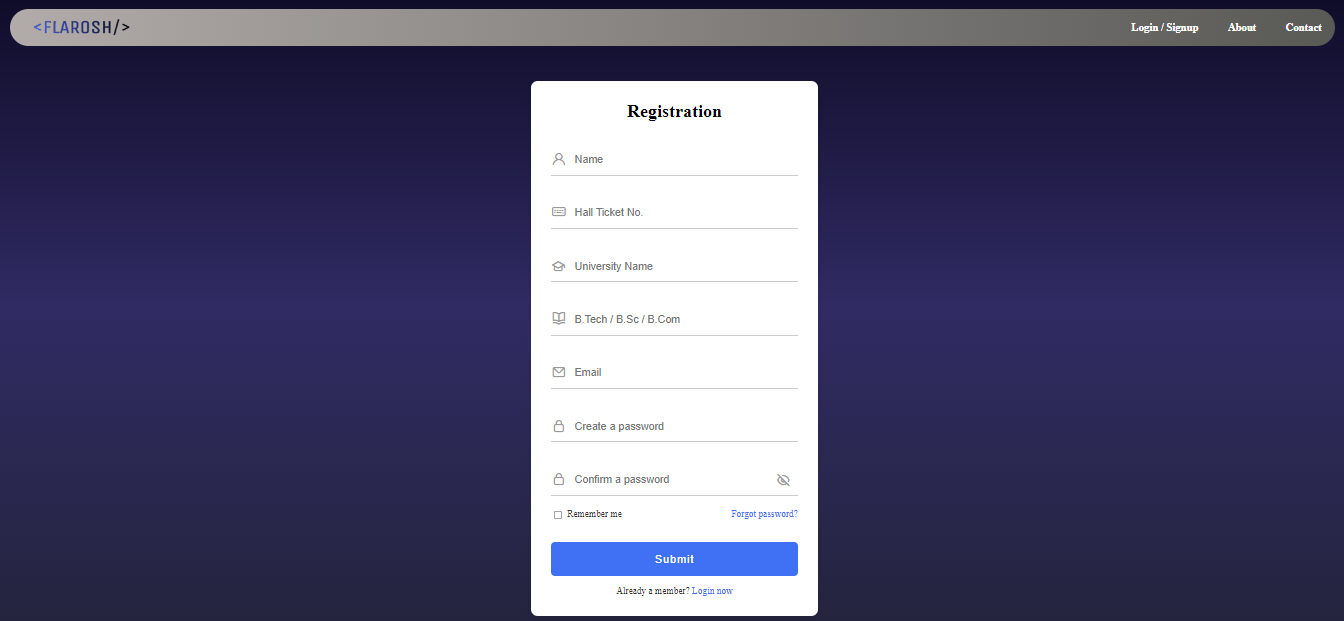 <FLAROSH/> Login / Signup About Contact
Registration
Name
Hall Ticket No.
University Name
B.Tech / B.Sc / B.Com
Email
Create a password
Confirm a password
Remember me Forgot password?
Submit
Already a member? Login now